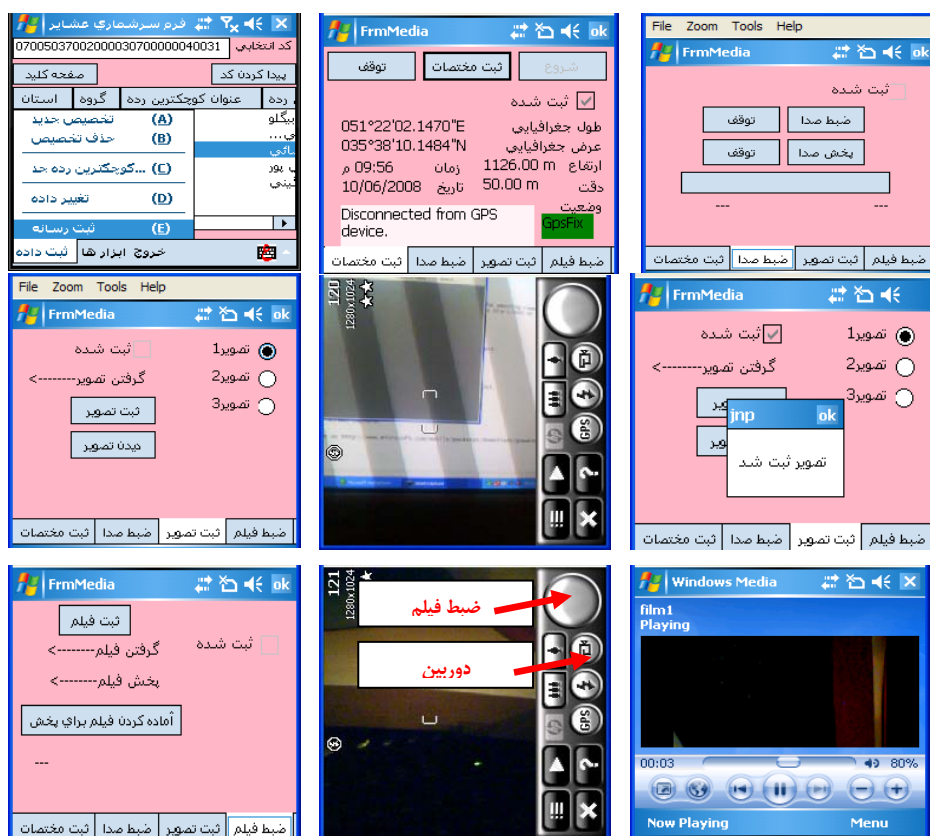 فرم سرشماري عشاير
كد انتخابي 0700503700200003070000004003​1
پيدا كردن كد
صفحه كليد
رده
عنوان كوچكترين رده
گروه
استان
تخصيص جديد (A)
حذف تخصيص (B)
كوچكترين رده جد... (C)
تغيير داده (D)
ثبت رسانه (E)
ثبت داده ابزار ها خروج
FrmMedia ok
شروع
ثبت مختصات
توقف
ثبت شده
طول جغرافيايي 051°22'02.1470"E
عرض جغرافيايي 035°38'10.1484"N
ارتفاع 1126.00 m زمان 09:56 م
دقت 50.00 m تاريخ 10/06/2008
وضعيت
GpsFix
Disconnected from GPS
device.
ثبت مختصات ضبط صدا ثبت تصوير ضبط فيلم
File Zoom Tools Help
FrmMedia ok
ثبت شده
ضبط صدا
توقف
پخش صدا
توقف
--- ---
ثبت مختصات ضبط صدا ثبت تصوير ضبط فيلم
File Zoom Tools Help
FrmMedia ok
تصوير1
ثبت شده
تصوير2
گرفتن تصوير-------->
تصوير3
ثبت تصوير
ديدن تصوير
ثبت مختصات ضبط صدا ثبت تصوير ضبط فيلم
120
1280x1024
GPS
FrmMedia
تصوير1
ثبت شده
تصوير2
گرفتن تصوير-------->
تصوير3
jnp ok
تصوير ثبت شد
ثبت مختصات ضبط صدا ثبت تصوير ضبط فيلم
FrmMedia ok
ثبت فيلم
ثبت شده
گرفتن فيلم-------->
پخش فيلم-------->
آماده كردن فيلم براي پخش
---
ثبت مختصات ضبط صدا ثبت تصوير ضبط فيلم
121
1280x1024
ضبط فیلم
دوربین
GPS
Windows Media
film1
Playing
00:03
80%
Now Playing Menu